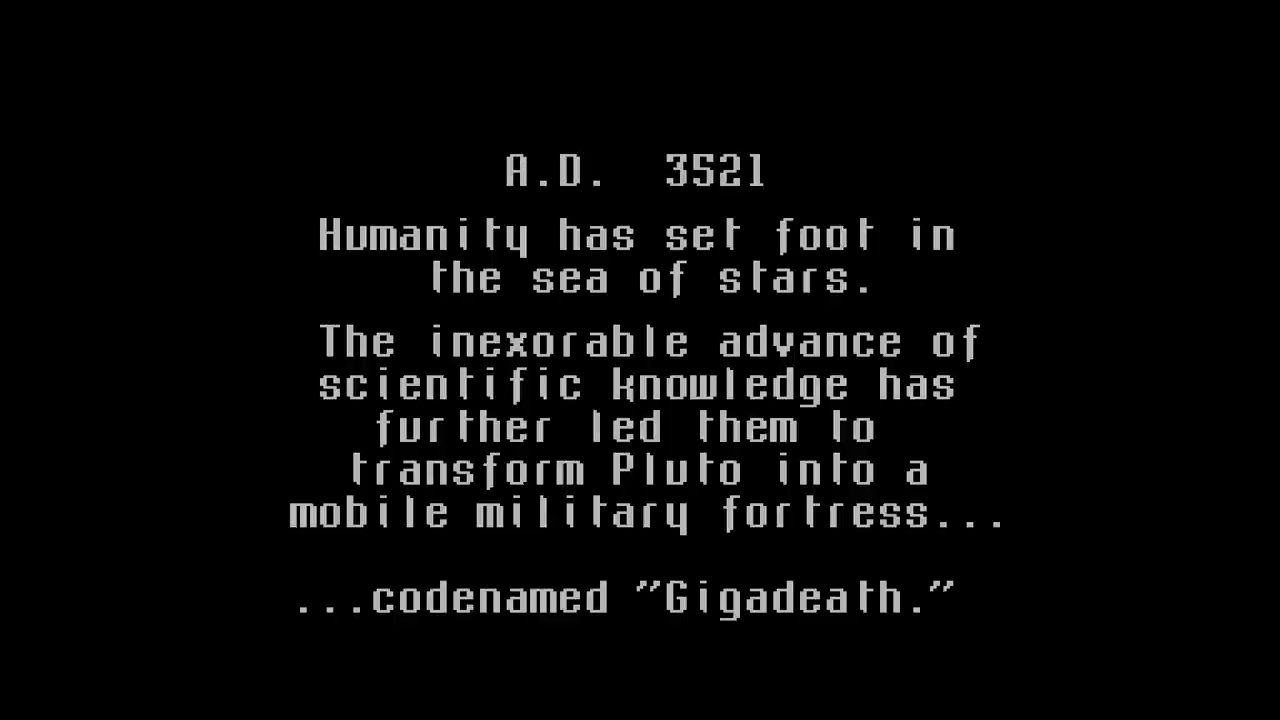 A.D. 3521
Humanity has set foot in
the sea of stars.
The inexorable advance of
scientific knowledge has
further led them to
transform Pluto into a
mobile military fortress...
...codenamed "Gigadeath."